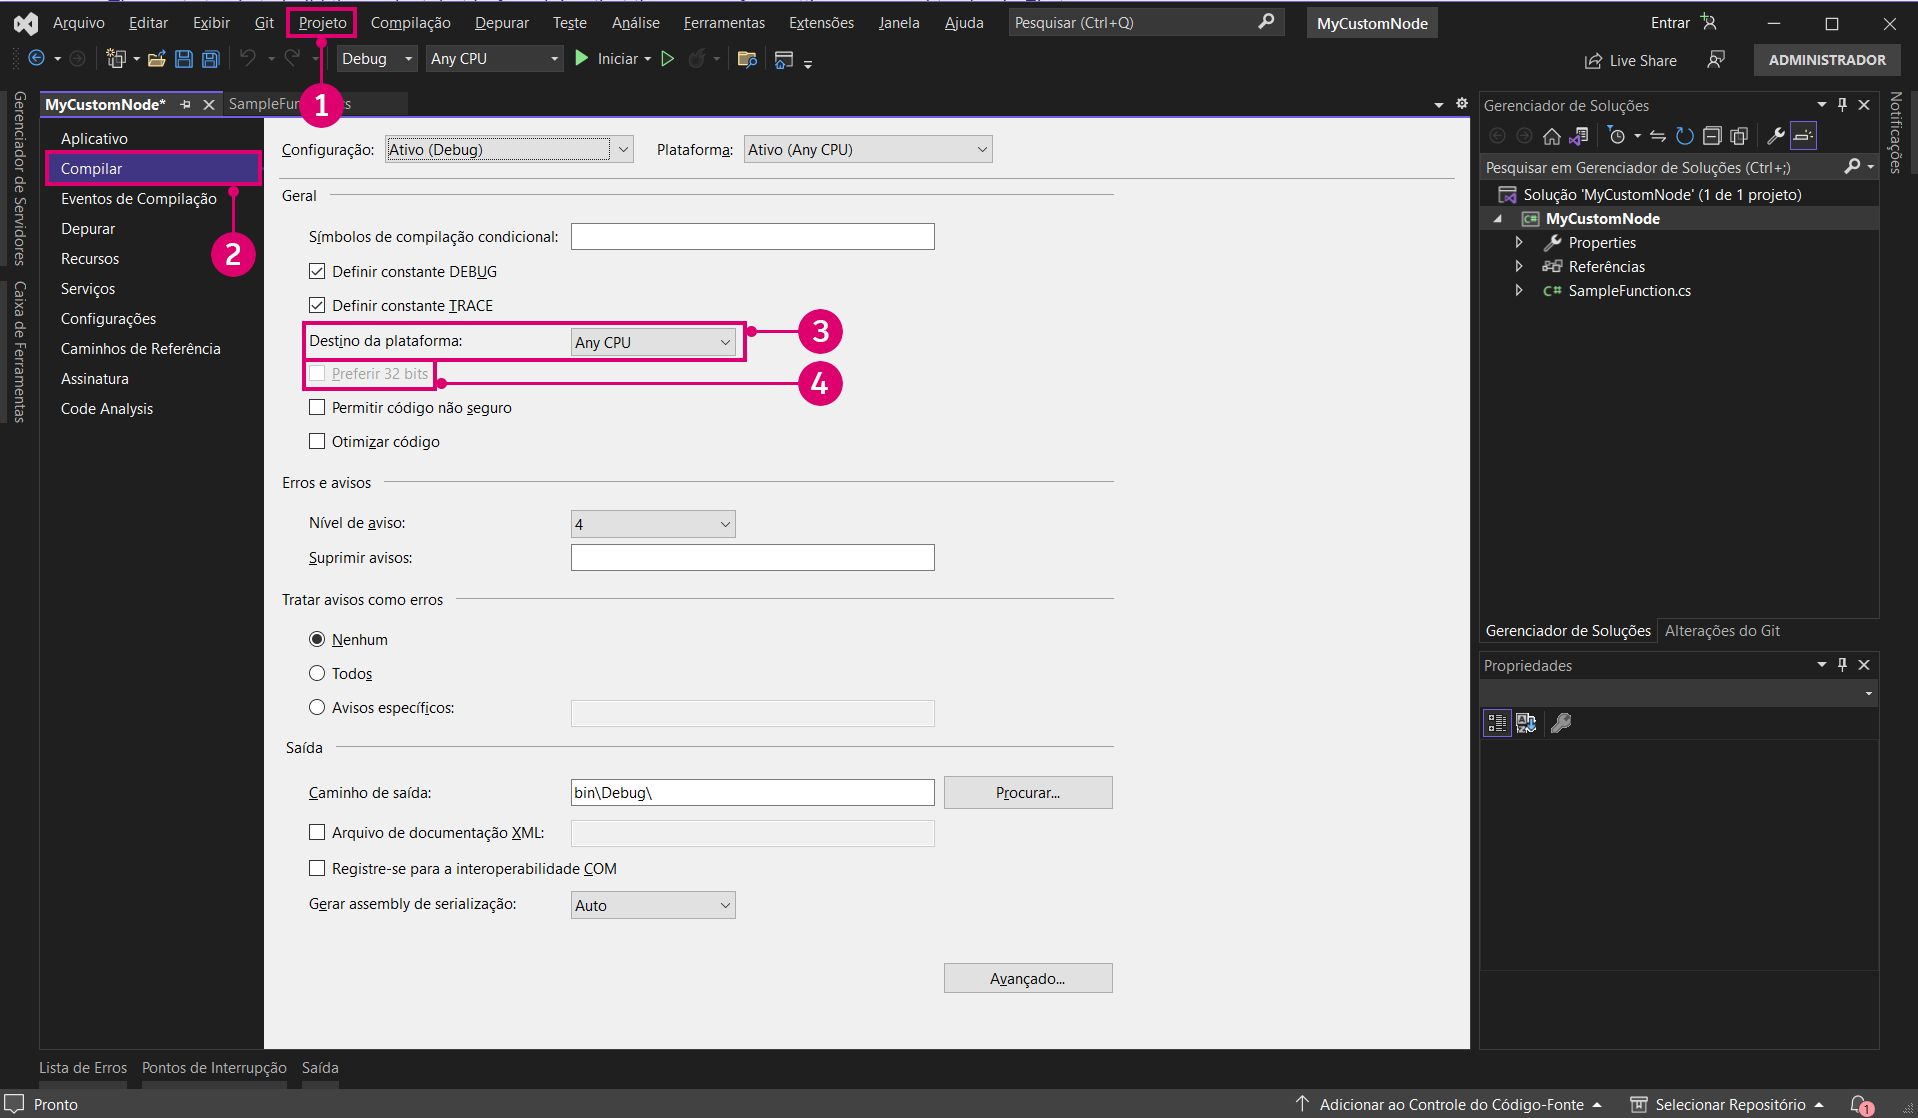 Arquivo Editar Exibir Git Projeto Compilação Depurar Teste Análise Ferramentas Extensões Janela Ajuda Pesquisar (Ctrl+Q) MyCustomNode Entrar
Debug Any CPU Iniciar Live Share ADMINISTRADOR
1
Gerenciador de Servidores
Caixa de Ferramentas
MyCustomNode* SampleFun cs
Aplicativo
Compilar
Eventos de Compilação
2
Depurar
Recursos
Serviços
Configurações
Caminhos de Referência
Assinatura
Code Analysis
Configuração: Ativo (Debug) Plataforma: Ativo (Any CPU)
Geral
Símbolos de compilação condicional:
Definir constante DEBUG
Definir constante TRACE
Destino da plataforma: Any CPU 3
Preferir 32 bits 4
Permitir código não seguro
Otimizar código
Erros e avisos
Nível de aviso: 4
Suprimir avisos:
Tratar avisos como erros
Nenhum
Todos
Avisos específicos:
Saída
Caminho de saída: bin\Debug\ Procurar...
Arquivo de documentação XML:
Registre-se para a interoperabilidade COM
Gerar assembly de serialização: Auto
Avançado...
Gerenciador de Soluções
Pesquisar em Gerenciador de Soluções (Ctrl+;)
Solução 'MyCustomNode' (1 de 1 projeto)
C# MyCustomNode
Properties
Referências
C# SampleFunction.cs
Gerenciador de Soluções Alterações do Git
Propriedades
Notificações
Lista de Erros Pontos de Interrupção Saída
Pronto Adicionar ao Controle do Código-Fonte Selecionar Repositório 1